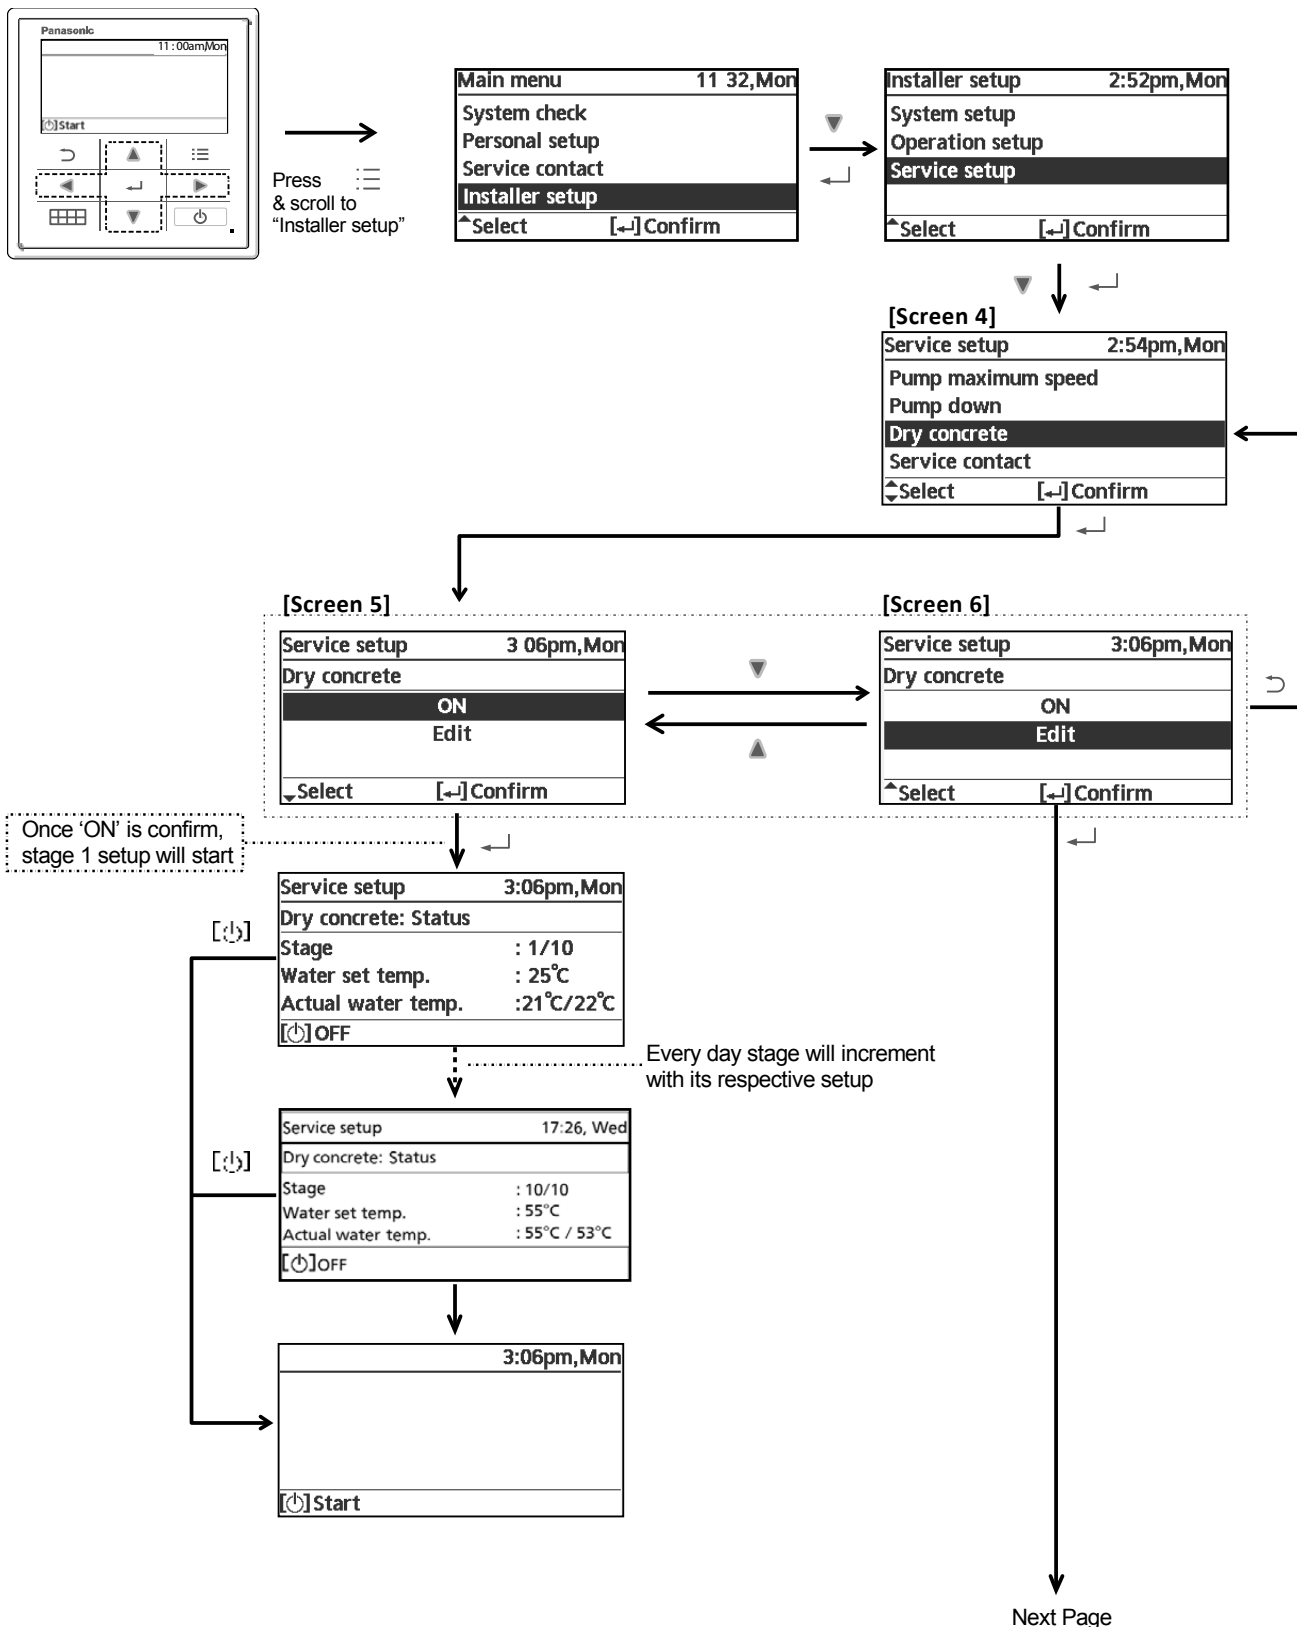 Panasonic
11 : 00am,Mon
[⏻]Start
Press
& scroll to
“Installer setup”
Main menu 11 32,Mon
System check
Personal setup
Service contact
Installer setup
Select [↵]Confirm
Installer setup 2:52pm,Mon
System setup
Operation setup
Service setup
Select [↵]Confirm
[Screen 4]
Service setup 2:54pm,Mon
Pump maximum speed
Pump down
Dry concrete
Service contact
Select [↵]Confirm
[Screen 5]
Service setup 3 06pm,Mon
Dry concrete
ON
Edit
Select [↵]Confirm
[Screen 6]
Service setup 3:06pm,Mon
Dry concrete
ON
Edit
Select [↵]Confirm
Once ‘ON’ is confirm,
stage 1 setup will start
[⏻]
Service setup 3:06pm,Mon
Dry concrete: Status
Stage : 1/10
Water set temp. : 25°C
Actual water temp. :21°C/22°C
[⏻]OFF
Every day stage will increment
with its respective setup
[⏻]
Service setup 17:26, Wed
Dry concrete: Status
Stage : 10/10
Water set temp. : 55°C
Actual water temp. : 55°C / 53°C
[⏻]OFF
3:06pm,Mon
[⏻]Start
Next Page